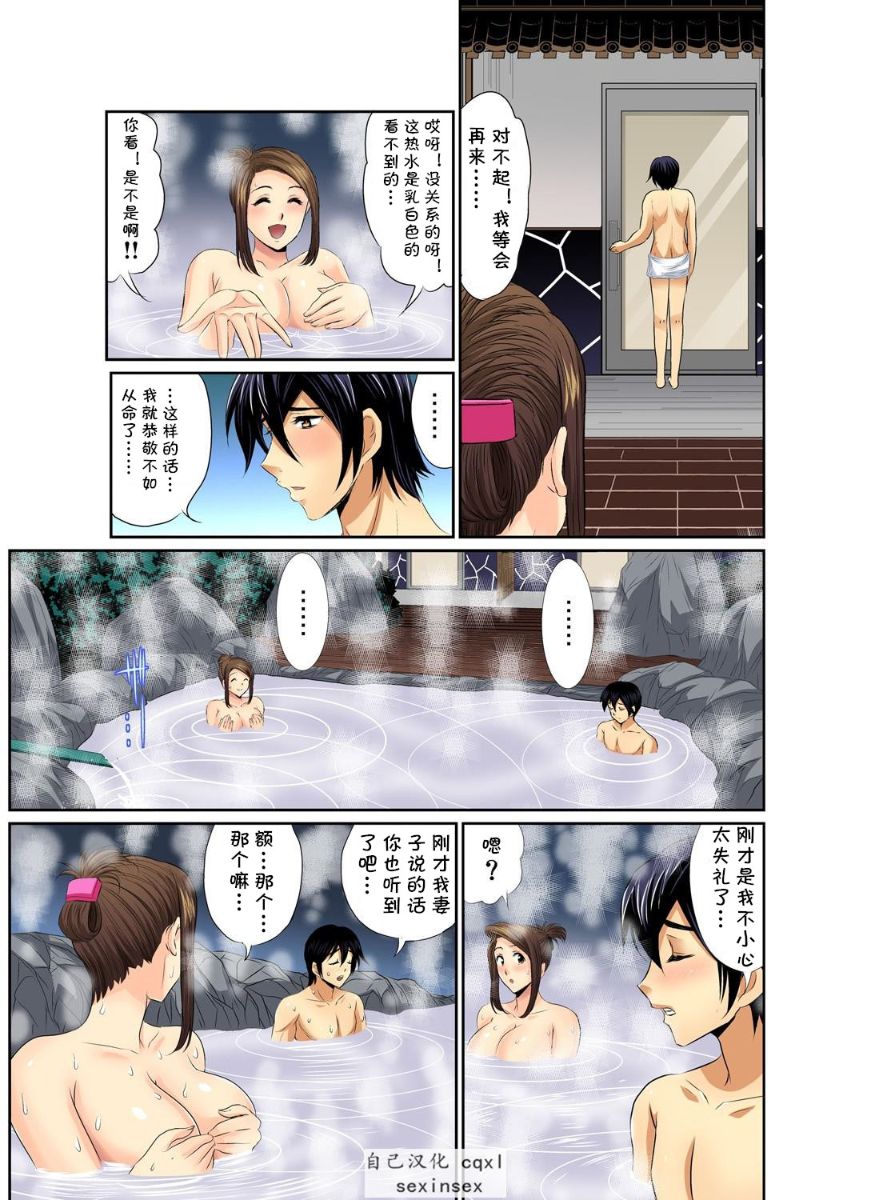 对不起！我等会
再来……
哎呀！没关系的呀！
这热水是乳白色的
看不到的…
你看！是不是啊!!
……
…这样的话…
我就恭敬不如
从命了……
……
……
刚才是我不小心
太失礼了…
嗯？
刚才我妻
子说的话
你也听到
了吧…
额…那个…
那个嘛…
自己汉化 cqxl
sexinsex